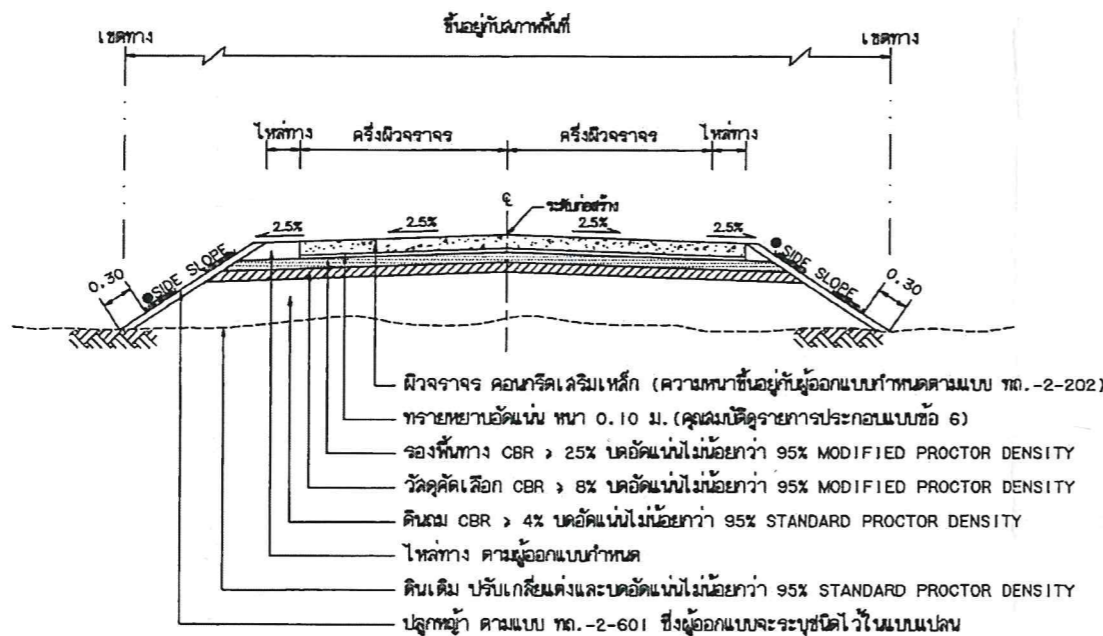 ขึ้นอยู่กับสภาพพื้นที่
เขตทาง
เขตทาง
ไหล่ทาง
ครึ่งผิวจราจร
ครึ่งผิวจราจร
ไหล่ทาง
ระดับก่อสร้าง
2.5%
2.5%
2.5%
2.5%
SIDE SLOPE
SIDE SLOPE
0.30
0.30
ผิวจราจร คอนกรีตเสริมเหล็ก (ความหนาขึ้นอยู่กับผู้ออกแบบกำหนดตามแบบ ทถ.-2-202)
ทรายหยาบอัดแน่น หนา 0.10 ม.(คุณสมบัติดูรายการประกอบแบบข้อ 6)
รองพื้นทาง CBR > 25% บดอัดแน่นไม่น้อยกว่า 95% MODIFIED PROCTOR DENSITY
วัสดุคัดเลือก CBR > 8% บดอัดแน่นไม่น้อยกว่า 95% MODIFIED PROCTOR DENSITY
ดินถม CBR > 4% บดอัดแน่นไม่น้อยกว่า 95% STANDARD PROCTOR DENSITY
ไหล่ทาง ตามผู้ออกแบบกำหนด
ดินเดิม ปรับเกลี่ยแต่งและบดอัดแน่นไม่น้อยกว่า 95% STANDARD PROCTOR DENSITY
ปลูกหญ้า ตามแบบ ทถ.-2-601 ซึ่งผู้ออกแบบจะระบุชนิดไว้ในแบบแปลน